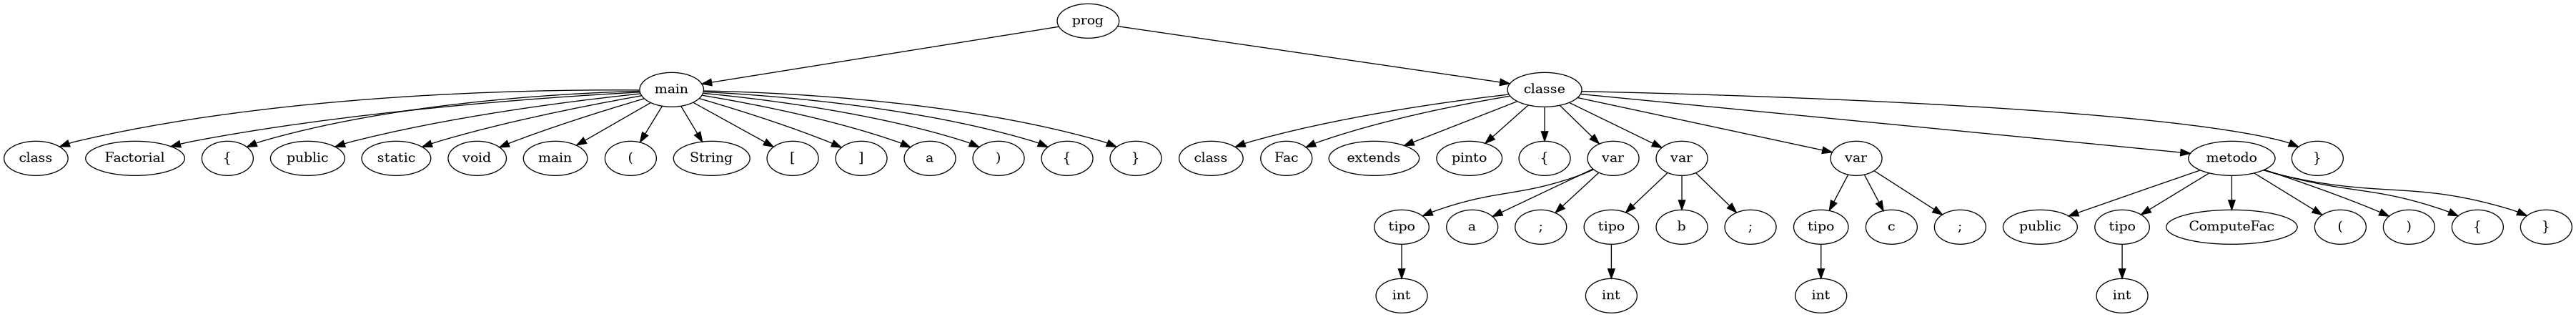 prog
main classe
class Factorial { public static void main ( String [ ] a ) { } class Fac extends pinto { var var var metodo }
tipo a ; tipo b ; tipo c ; public tipo ComputeFac ( ) { }
int int int int